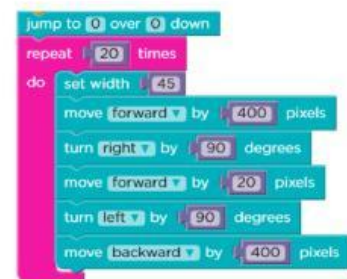 jump to 0 over 0 down
repeat 20 times
do set width 45
move forward by 400 pixels
turn right by 90 degrees
move forward by 20 pixels
turn left by 90 degrees
move backward by 400 pixels